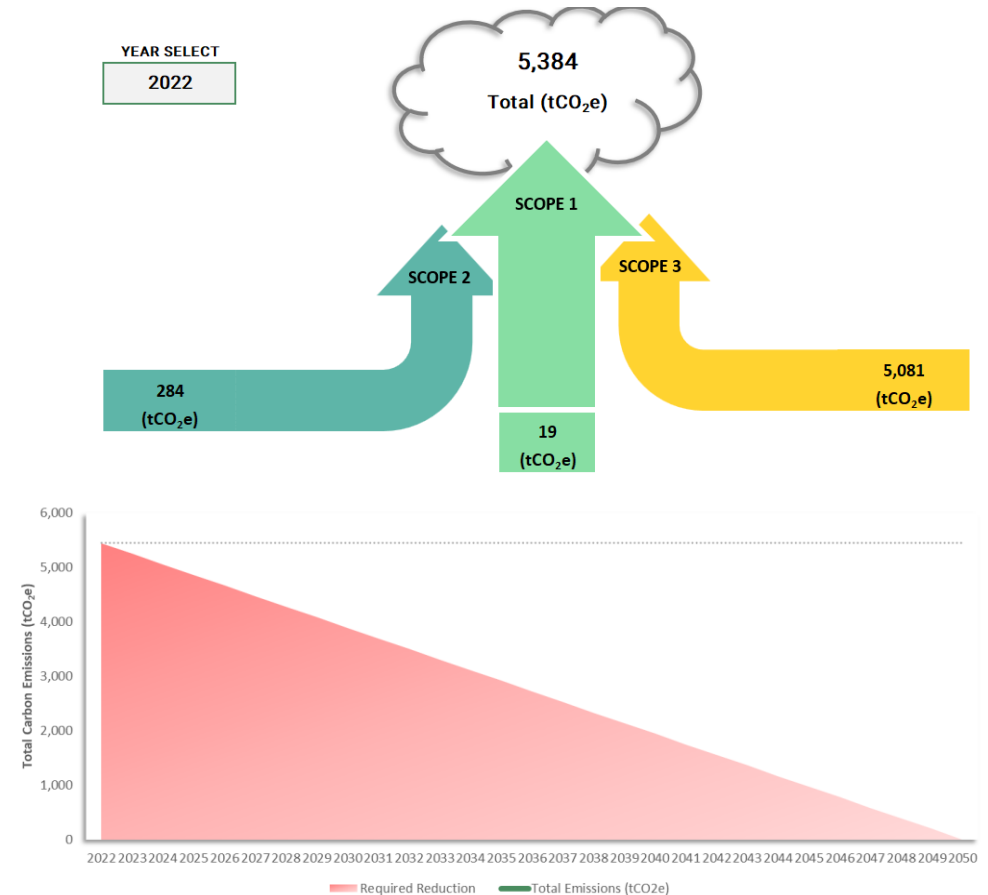 YEAR SELECT
2022
5,384
Total (tCO₂e)
SCOPE 1
SCOPE 2
SCOPE 3
284
(tCO₂e)
5,081
(tCO₂e)
19
(tCO₂e)
Total Carbon Emissions (tCO₂e)
6,000
5,000
4,000
3,000
2,000
1,000
0
2022 2023 2024 2025 2026 2027 2028 2029 2030 2031 2032 2033 2034 2035 2036 2037 2038 2039 2040 2041 2042 2043 2044 2045 2046 2047 2048 2049 2050
Required Reduction Total Emissions (tCO2e)